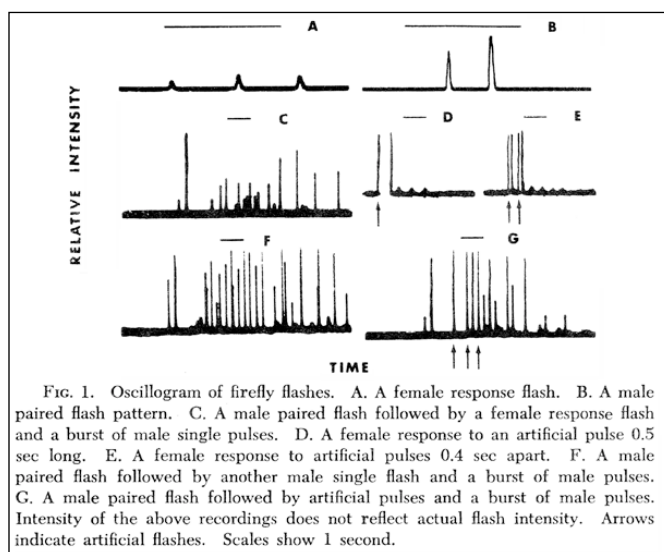 A
B
RELATIVE INTENSITY
C
D
E
F
G
TIME
FIG. 1. Oscillogram of firefly flashes. A. A female response flash. B. A male
paired flash pattern. C. A male paired flash followed by a female response flash
and a burst of male single pulses. D. A female response to an artificial pulse 0.5
sec long. E. A female response to artificial pulses 0.4 sec apart. F. A male
paired flash followed by another male single flash and a burst of male pulses.
G. A male paired flash followed by artificial pulses and a burst of male pulses.
Intensity of the above recordings does not reflect actual flash intensity. Arrows
indicate artificial flashes. Scales show 1 second.